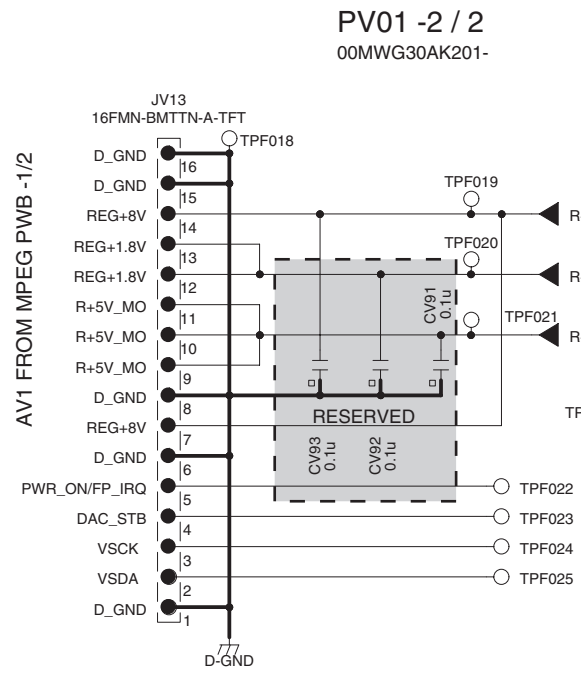 PV01 -2 / 2
00MWG30AK201-
JV13
16FMN-BMTTN-A-TFT
AV1 FROM MPEG PWB -1/2
TPF018
D_GND 16
D_GND 15
REG+8V 14
REG+1.8V 13
REG+1.8V 12
R+5V_MO 11
R+5V_MO 10
R+5V_MO 9
D_GND 8
REG+8V 7
D_GND 6
PWR_ON/FP_IRQ 5
DAC_STB 4
VSCK 3
VSDA 2
D_GND 1
TPF019
R
TPF020
R
TPF021
R
CV91
0.1u
RESERVED
CV93
0.1u
CV92
0.1u
TF
TPF022
TPF023
TPF024
TPF025
D-GND